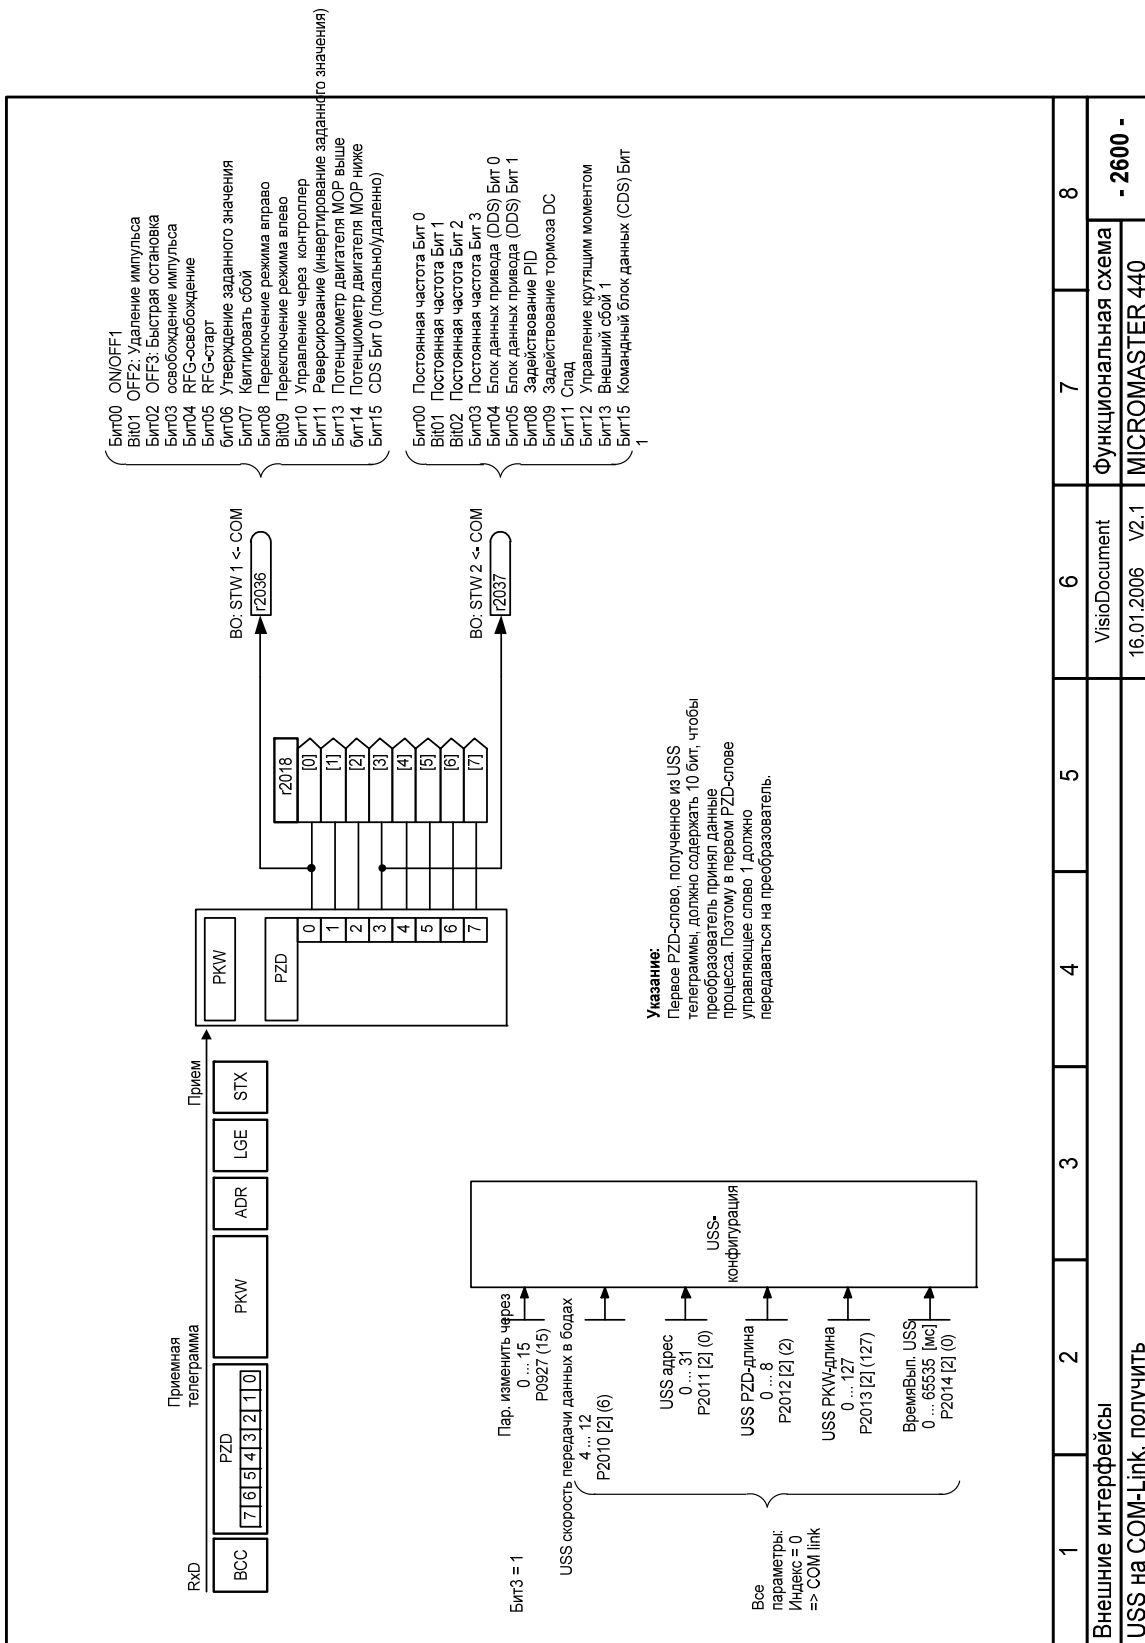 RxD
Приемная
телеграмма
Прием
BCC
PZD
7 6 5 4 3 2 1 0
PKW
ADR
LGE
STX
PKW
PZD
0
1
2
3
4
5
6
7
r2018
[0]
[1]
[2]
[3]
[4]
[5]
[6]
[7]
BO: STW 1 <- COM
r2036
BO: STW 2 <- COM
r2037
Бит00 ON/OFF1
Bit01 OFF2: Удаление импульса
Бит02 OFF3: Быстрая остановка
Бит03 освобождение импульса
Бит04 RFG-освобождение
Бит05 RFG-старт
бит06 Утверждение заданного значения
Бит07 Квитировать сбой
Бит08 Переключение режима вправо
Bit09 Переключение режима влево
Бит10 Управление через контроллер
Бит11 Реверсирование (инвертирование заданного значения)
Бит13 Потенциометр двигателя MOP выше
бит14 Потенциометр двигателя MOP ниже
Бит15 CDS Бит 0 (локально/удаленно)
Бит00 Постоянная частота Бит 0
Bit01 Постоянная частота Бит 1
Bit02 Постоянная частота Бит 2
Бит03 Постоянная частота Бит 3
Бит04 Блок данных привода (DDS) Бит 0
Бит05 Блок данных привода (DDS) Бит 1
Бит08 Задействование PID
Бит09 Задействование тормоза DC
Бит11 Спад
Бит12 Управление крутящим моментом
Бит13 Внешний сбой 1
Бит15 Командный блок данных (CDS) Бит
1
Бит3 = 1
Пар. изменить через
0 ... 15
P0927 (15)
USS скорость передачи данных в бодах
4 ... 12
P2010 [2] (6)
USS адрес
0 ... 31
P2011 [2] (0)
USS PZD-длина
0 ... 8
P2012 [2] (2)
USS PKW-длина
0 ... 127
P2013 [2] (127)
ВремяВып. USS
0 ... 65535 [мс]
P2014 [2] (0)
Все
параметры:
Индекс = 0
=> COM link
USS-
конфигурация
Указание:
Первое PZD-слово, полученное из USS
телеграммы, должно содержать 10 бит, чтобы
преобразователь принял данные
процесса. Поэтому в первом PZD-слове
управляющее слово 1 должно
передаваться на преобразователь.
1 2 3 4 5 6 7 8
Внешние интерфейсы
VisioDocument
Функциональная схема
- 2600 -
USS на COM-Link, получить
16.01.2006 V2.1
MICROMASTER 440